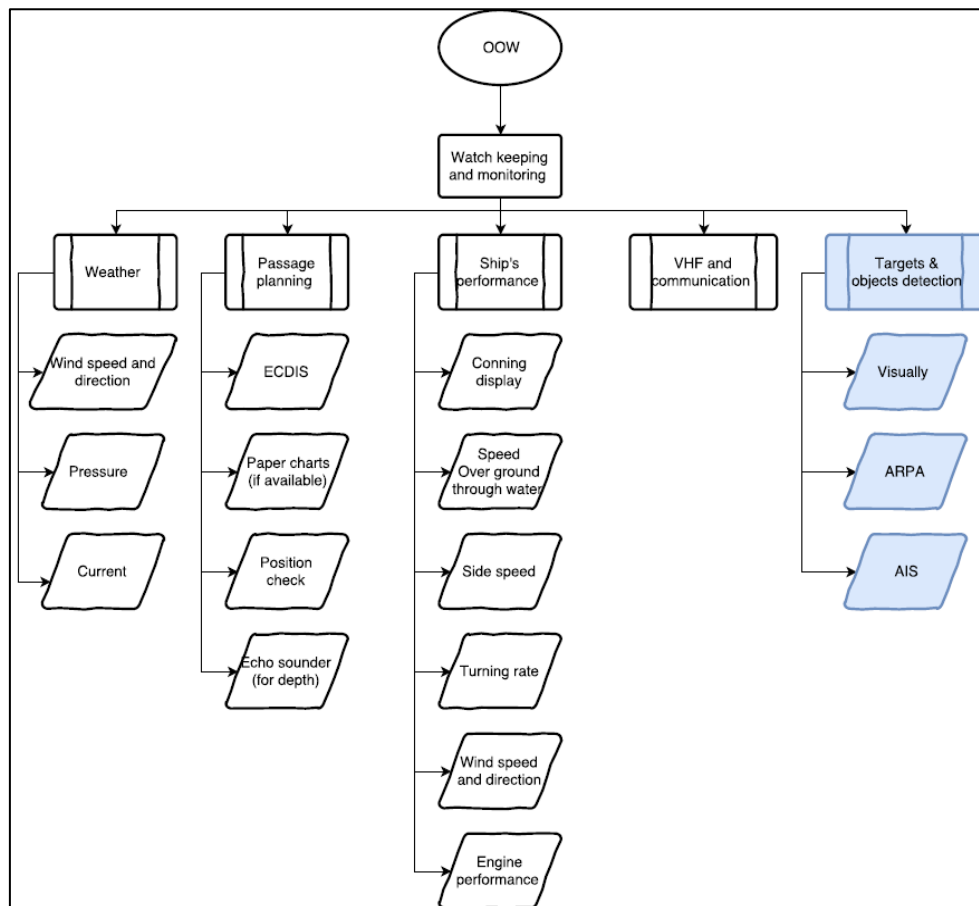 OOW
Watch keeping
and monitoring
Weather
Passage
planning
Ship's
performance
VHF and
communication
Targets &
objects detection
Wind speed and
direction
ECDIS
Conning
display
Visually
Pressure
Paper charts
(if available)
Speed
Over ground
through water
ARPA
Current
Position
check
Side speed
AIS
Echo sounder
(for depth)
Turning rate
Wind speed
and direction
Engine
performance